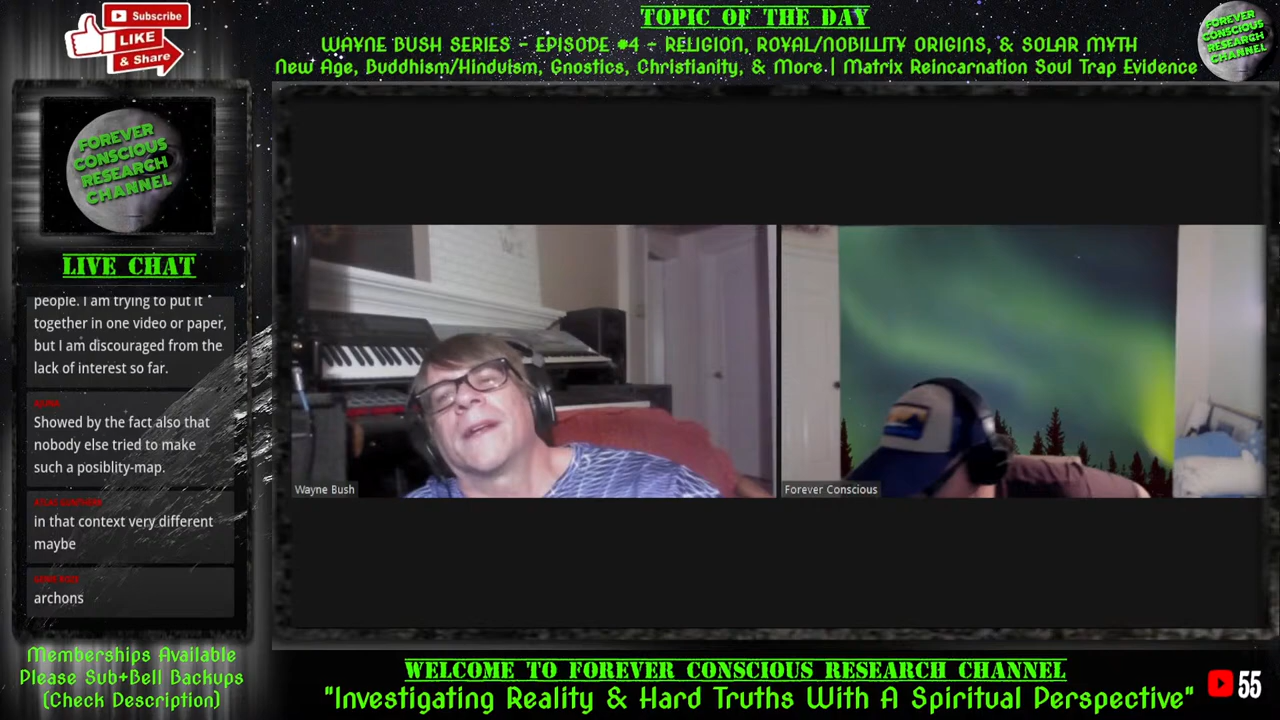 Subscribe
LIKE
& Share
TOPIC OF THE DAY
WAYNE BUSH SERIES - EPISODE #4 - RELIGION, ROYAL/NOBILLITY ORIGINS, & SOLAR MYTH
New Age, Buddhism/Hinduism, Gnostics, Christianity, & More | Matrix Reincarnation Soul Trap Evidence
FOREVER
CONSCIOUS
RESEARCH
CHANNEL
FOREVER
CONSCIOUS
RESEARCH
CHANNEL
LIVE CHAT
people. I am trying to put it
together in one video or paper,
but I am discouraged from the
lack of interest so far.
Showed by the fact also that
nobody else tried to make
such a posiblity-map.
in that context very different
maybe
archons
Wayne Bush
Forever Conscious
Memberships Available
Please Sub+Bell Backups
(Check Description)
WELCOME TO FOREVER CONSCIOUS RESEARCH CHANNEL
"Investigating Reality & Hard Truths With A Spiritual Perspective"
55